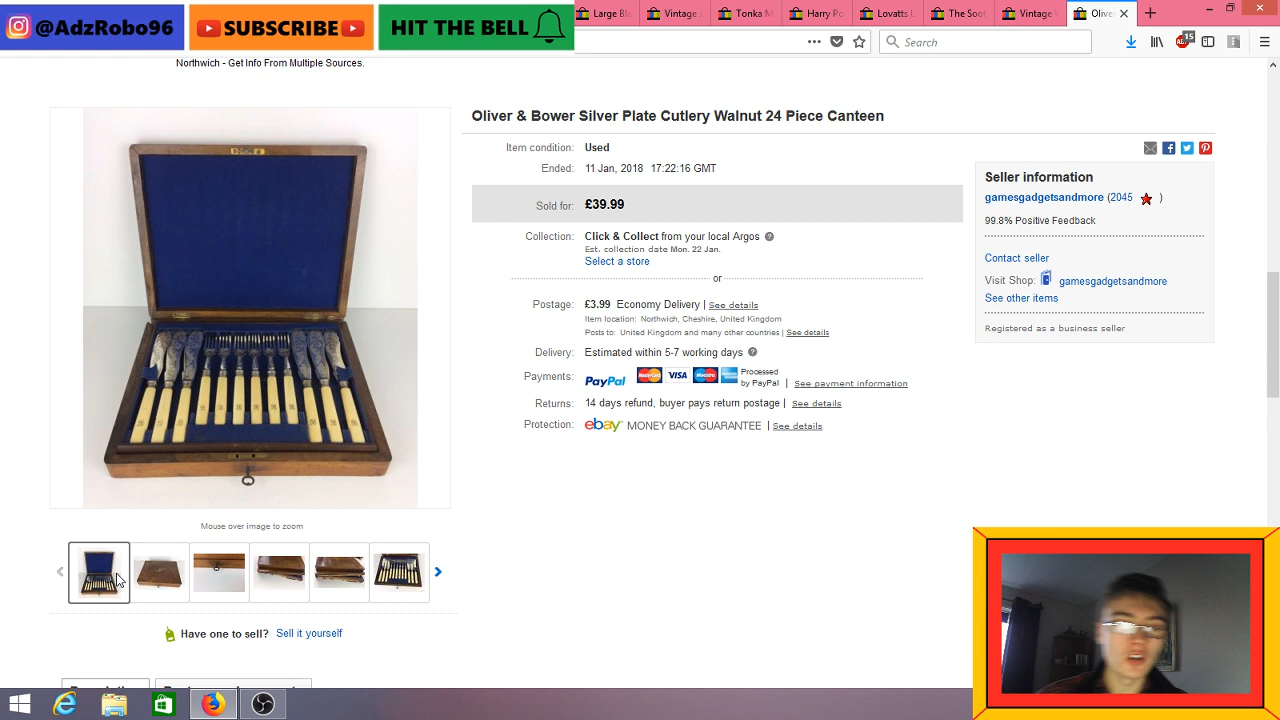 @AdzRobo96
SUBSCRIBE
HIT THE BELL
Large Bl
Vintage
Tonka M
Harry Po
Lovatts
The Soot
Vintage
Olive
Search
15
Northwich - Get Info From Multiple Sources.
Oliver & Bower Silver Plate Cutlery Walnut 24 Piece Canteen
Item condition: Used
Ended: 11 Jan, 2018 17:22:16 GMT
Sold for: £39.99
Collection: Click & Collect from your local Argos
Est. collection date Mon. 22 Jan.
Select a store
or
Postage: £3.99 Economy Delivery | See details
Item location: Northwich, Cheshire, United Kingdom
Posts to: United Kingdom and many other countries | See details
Delivery: Estimated within 5-7 working days
Payments: PayPal MasterCard VISA Maestro Processed by PayPal | See payment information
Returns: 14 days refund, buyer pays return postage | See details
Protection: ebay MONEY BACK GUARANTEE | See details
Seller information
gamesgadgetsandmore (2045 )
99.8% Positive Feedback
Contact seller
Visit Shop: gamesgadgetsandmore
See other items
Registered as a business seller
Mouse over image to zoom
Have one to sell? Sell it yourself